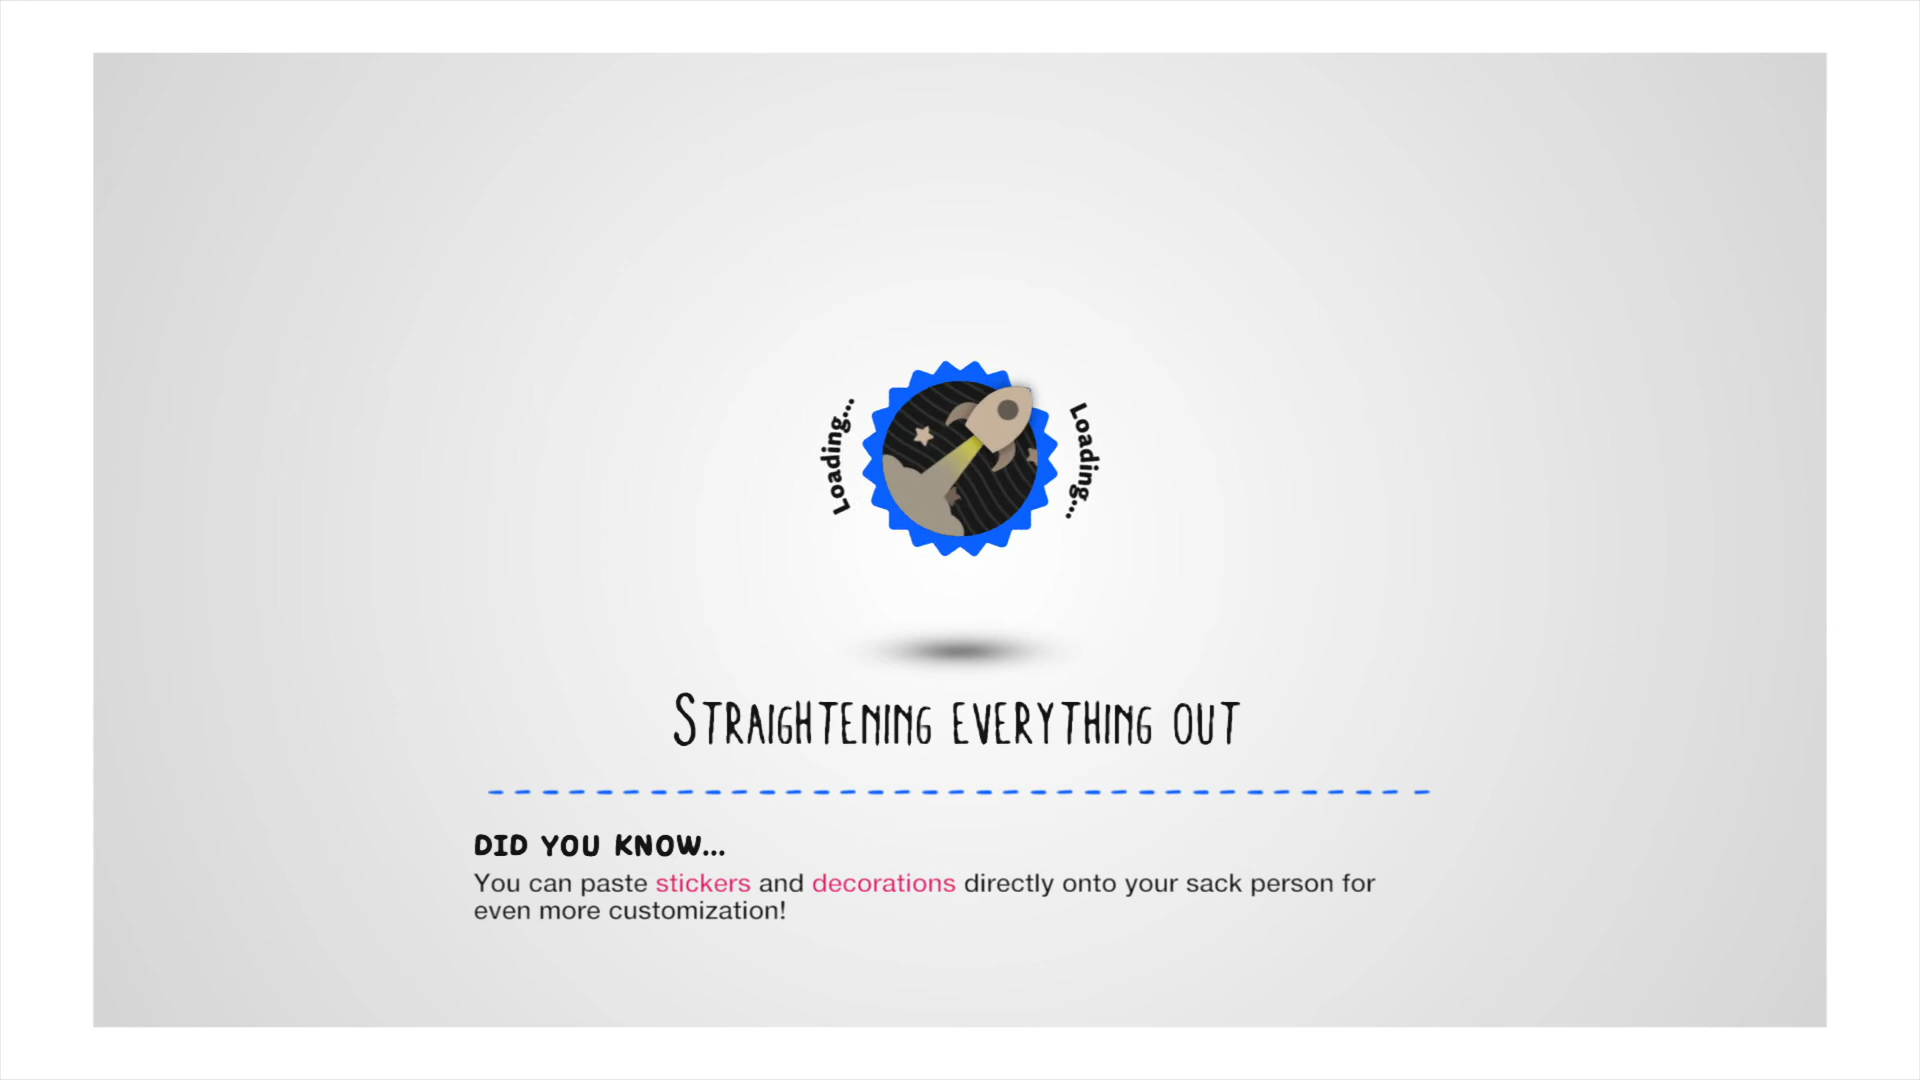 Loading...
Loading...
STRAIGHTENING EVERYTHING OUT
DID YOU KNOW...
You can paste stickers and decorations directly onto your sack person for
even more customization!